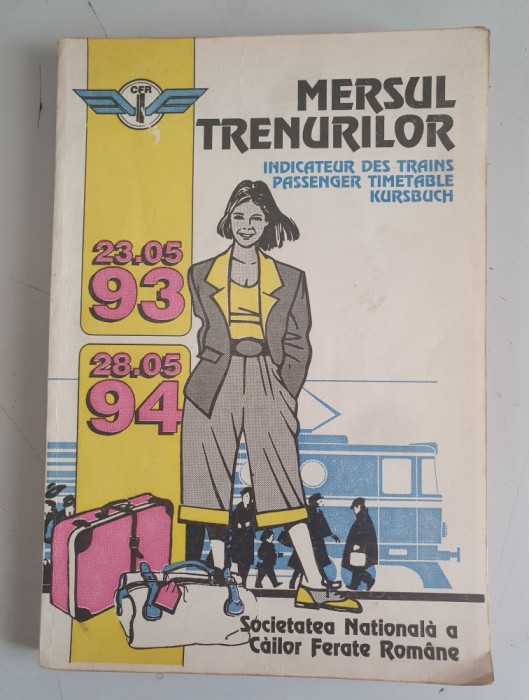 CFR
MERSUL
TRENURILOR
INDICATEUR DES TRAINS
PASSENGER TIMETABLE
KURSBUCH
23.05
93
28.05
94
Societatea Naţională a
Căilor Ferate Române